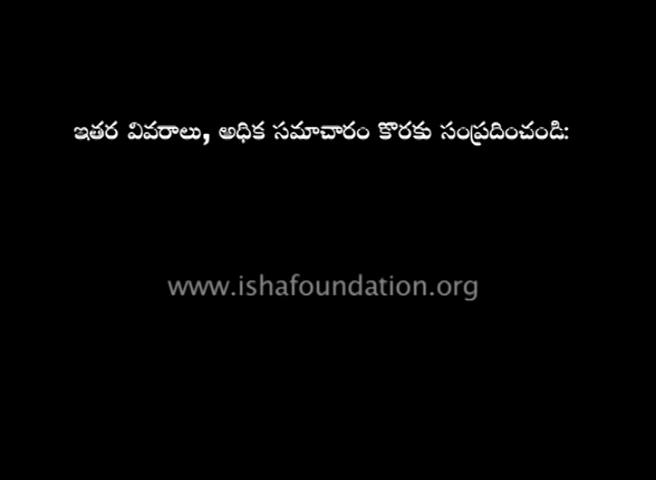 ఇతర వివరాలు, అధిక సమాచారం కొరకు సంప్రదించండి:
www.ishafoundation.org